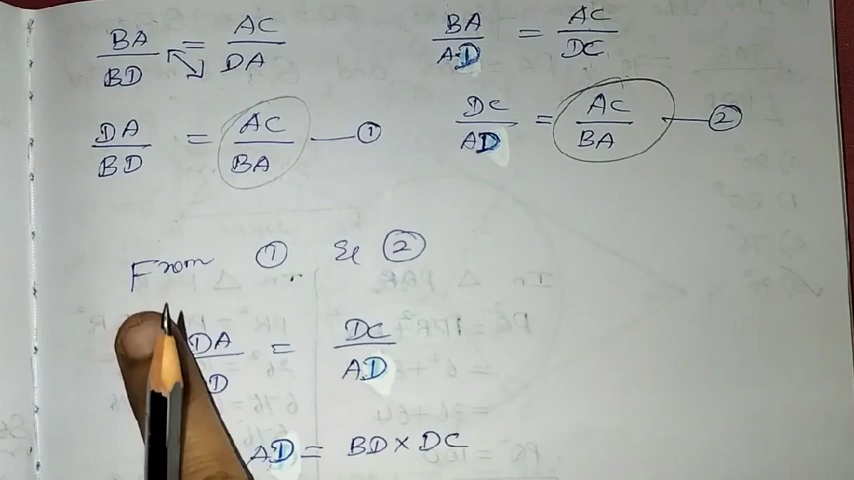 BA/BD = AC/DA
DA/BD = AC/BA —— ①
BA/AD = AC/DC
DC/AD = AC/BA —— ②
From ① & ②
DA/D = DC/AD
AD = BD × DC